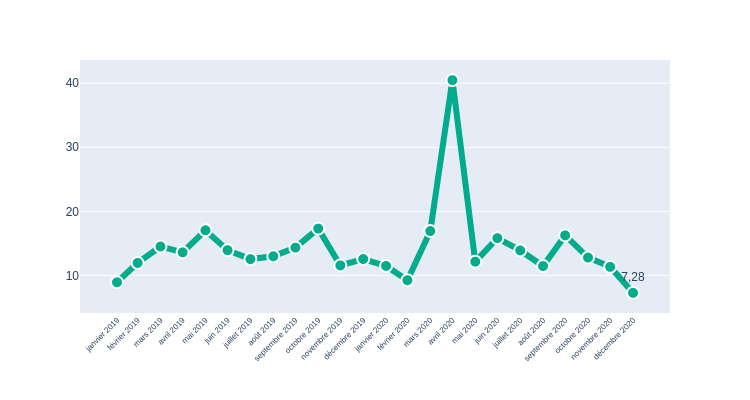 40
30
20
10
7,28
janvier 2019
février 2019
mars 2019
avril 2019
mai 2019
juin 2019
juillet 2019
août 2019
septembre 2019
octobre 2019
novembre 2019
décembre 2019
janvier 2020
février 2020
mars 2020
avril 2020
mai 2020
juin 2020
juillet 2020
août 2020
septembre 2020
octobre 2020
novembre 2020
décembre 2020